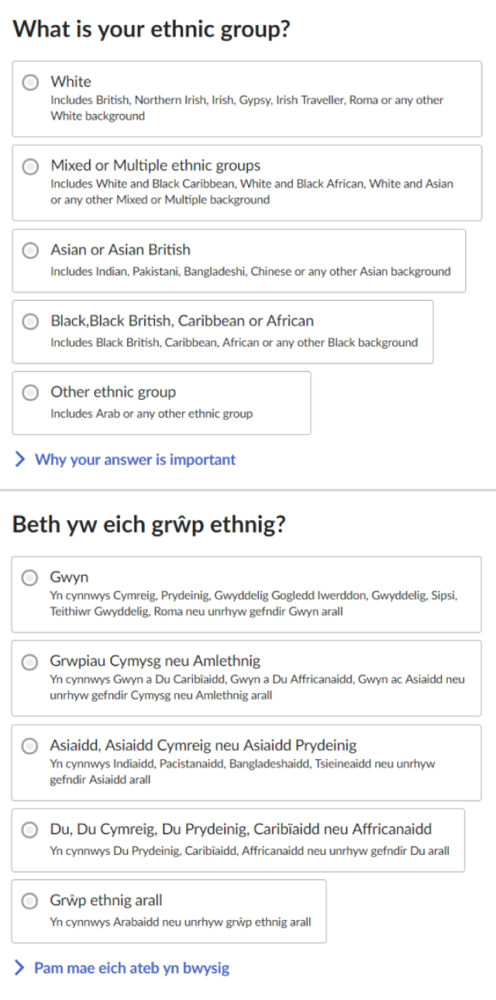 What is your ethnic group?
White
Includes British, Northern Irish, Irish, Gypsy, Irish Traveller, Roma or any other
White background
Mixed or Multiple ethnic groups
Includes White and Black Caribbean, White and Black African, White and Asian
or any other Mixed or Multiple background
Asian or Asian British
Includes Indian, Pakistani, Bangladeshi, Chinese or any other Asian background
Black,Black British, Caribbean or African
Includes Black British, Caribbean, African or any other Black background
Other ethnic group
Includes Arab or any other ethnic group
Why your answer is important
Beth yw eich grŵp ethnig?
Gwyn
Yn cynnwys Cymreig, Prydeinig, Gwyddelig Gogledd Iwerddon, Gwyddelig, Sipsi,
Teithiwr Gwyddelig, Roma neu unrhyw gefndir Gwyn arall
Grwpiau Cymysg neu Amlethnig
Yn cynnwys Gwyn a Du Caribïaidd, Gwyn a Du Affricanaidd, Gwyn ac Asiaidd neu
unrhyw gefndir Cymysg neu Amlethnig arall
Asiaidd, Asiaidd Cymreig neu Asiaidd Prydeinig
Yn cynnwys Indiaidd, Pacistanaidd, Bangladeshaidd, Tsieineaidd neu unrhyw
gefndir Asiaidd arall
Du, Du Cymreig, Du Prydeinig, Caribïaidd neu Affricanaidd
Yn cynnwys Du Prydeinig, Caribïaidd, Affricanaidd neu unrhyw gefndir Du arall
Grŵp ethnig arall
Yn cynnwys Arabaidd neu unrhyw grŵp ethnig arall
Pam mae eich ateb yn bwysig